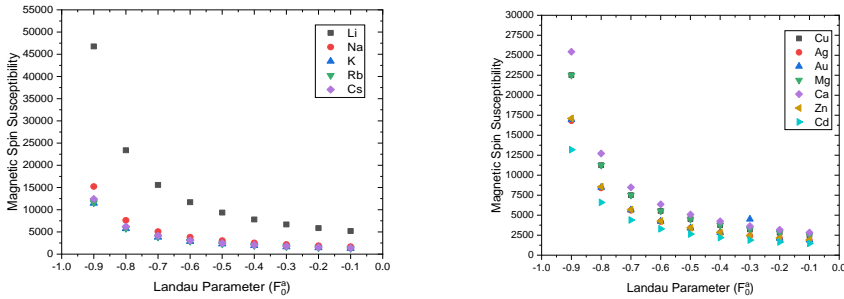 55000
50000
45000
40000
35000
30000
25000
20000
15000
10000
5000
0
Magnetic Spin Susceptibility
Li
Na
K
Rb
Cs
-1.0 -0.9 -0.8 -0.7 -0.6 -0.5 -0.4 -0.3 -0.2 -0.1 0.0
Landau Parameter (F₀ᵃ)
30000
27500
25000
22500
20000
17500
15000
12500
10000
7500
5000
2500
0
Magnetic Spin Susceptibility
Cu
Ag
Au
Mg
Ca
Zn
Cd
-1.0 -0.9 -0.8 -0.7 -0.6 -0.5 -0.4 -0.3 -0.2 -0.1 0.0
Landau Parameter (F₀ᵃ)